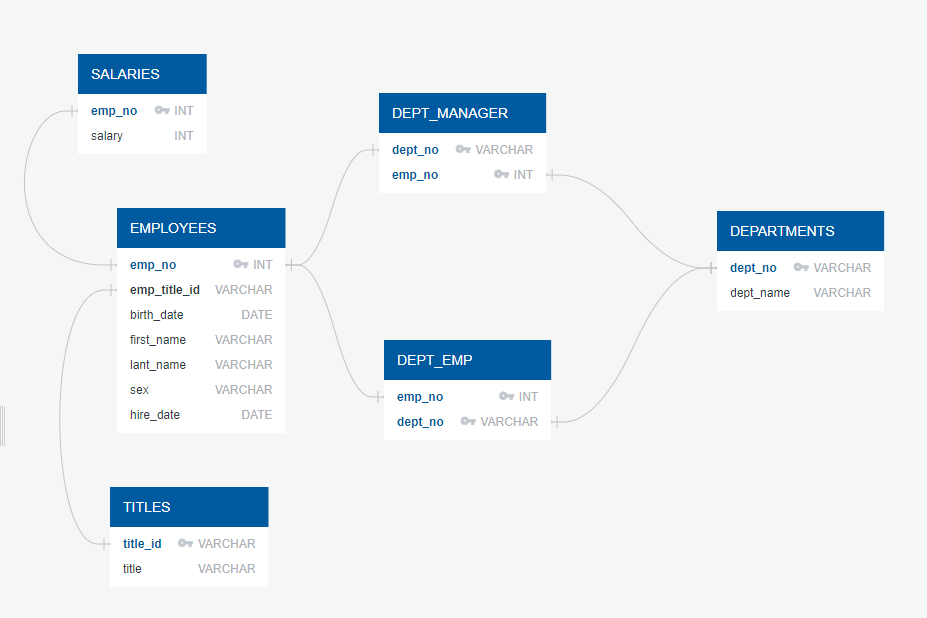 SALARIES
emp_no INT
salary INT
EMPLOYEES
emp_no INT
emp_title_id VARCHAR
birth_date DATE
first_name VARCHAR
lant_name VARCHAR
sex VARCHAR
hire_date DATE
TITLES
title_id VARCHAR
title VARCHAR
DEPT_MANAGER
dept_no VARCHAR
emp_no INT
DEPT_EMP
emp_no INT
dept_no VARCHAR
DEPARTMENTS
dept_no VARCHAR
dept_name VARCHAR